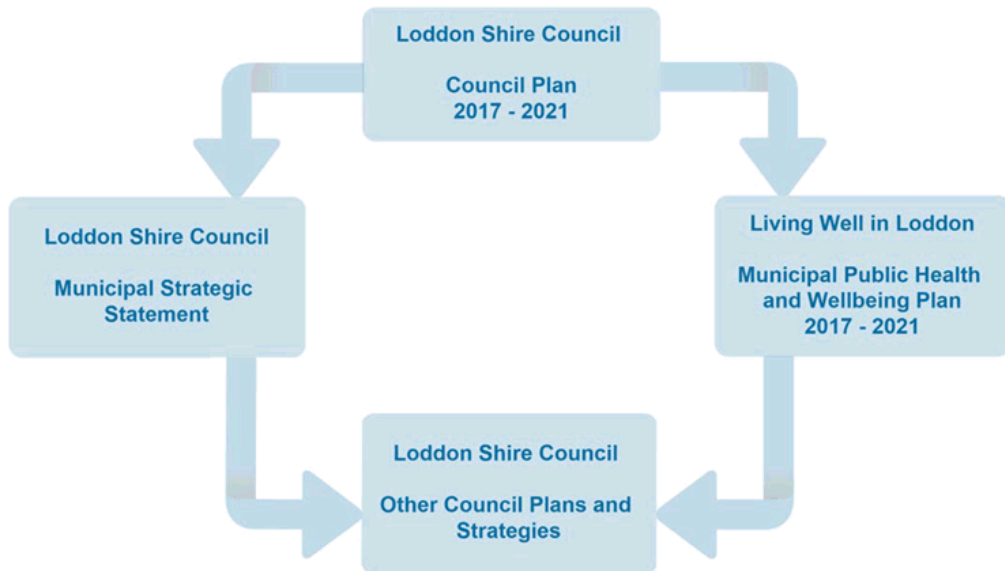 Loddon Shire Council
Council Plan
2017 - 2021
Loddon Shire Council
Municipal Strategic
Statement
Living Well in Loddon
Municipal Public Health
and Wellbeing Plan
2017 - 2021
Loddon Shire Council
Other Council Plans and
Strategies